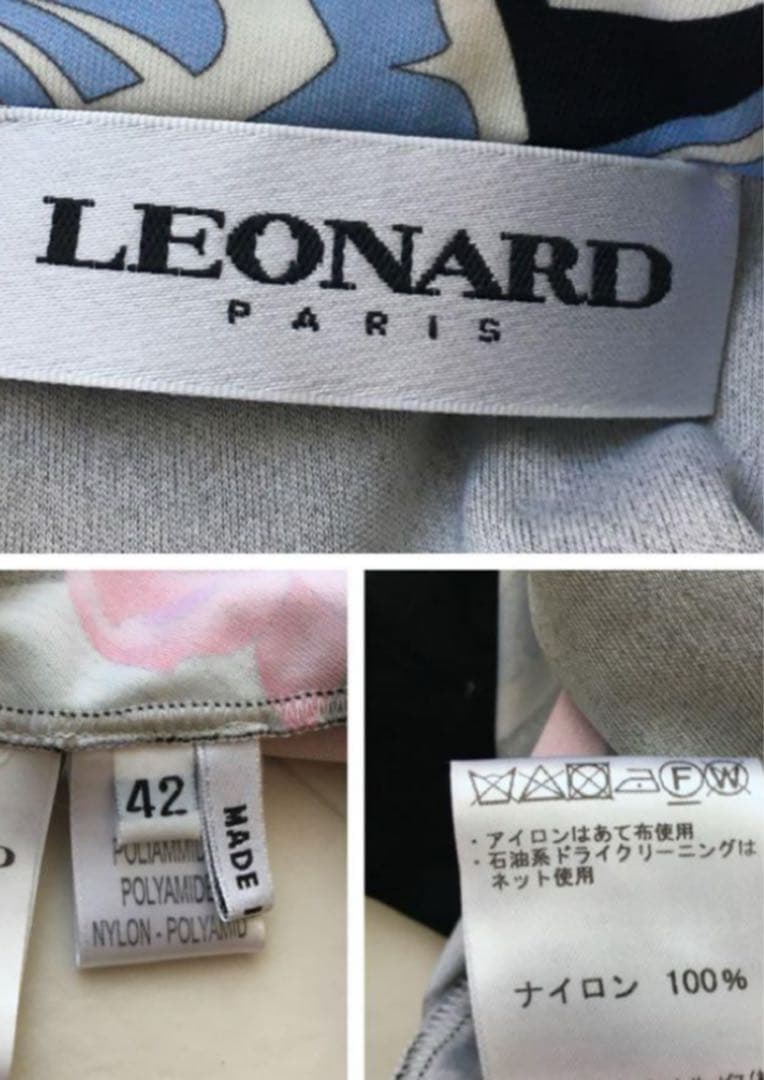 LEONARD
PARIS
42
MADE
POLIAMMID
POLYAMIDE
NYLON - POLYAMID
F W
・アイロンはあて布使用
・石油系ドライクリーニングは
ネット使用
ナイロン 100%